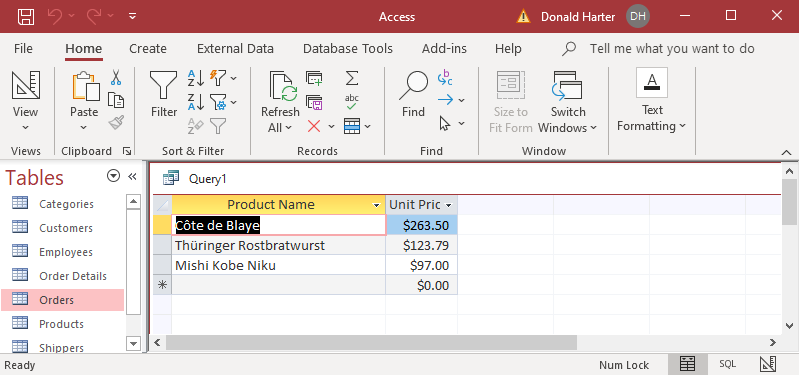 Access
Donald Harter
DH
File Home Create External Data Database Tools Add-ins Help Tell me what you want to do
View
Paste
Filter
Refresh All
Find
Size to Fit Form
Switch Windows
Text Formatting
Views
Clipboard
Sort & Filter
Records
Find
Window
Tables
Categories
Customers
Employees
Order Details
Orders
Products
Shippers
Query1
Product Name Unit Pric
Côte de Blaye $263.50
Thüringer Rostbratwurst $123.79
Mishi Kobe Niku $97.00
$0.00
Ready
Num Lock
SQL